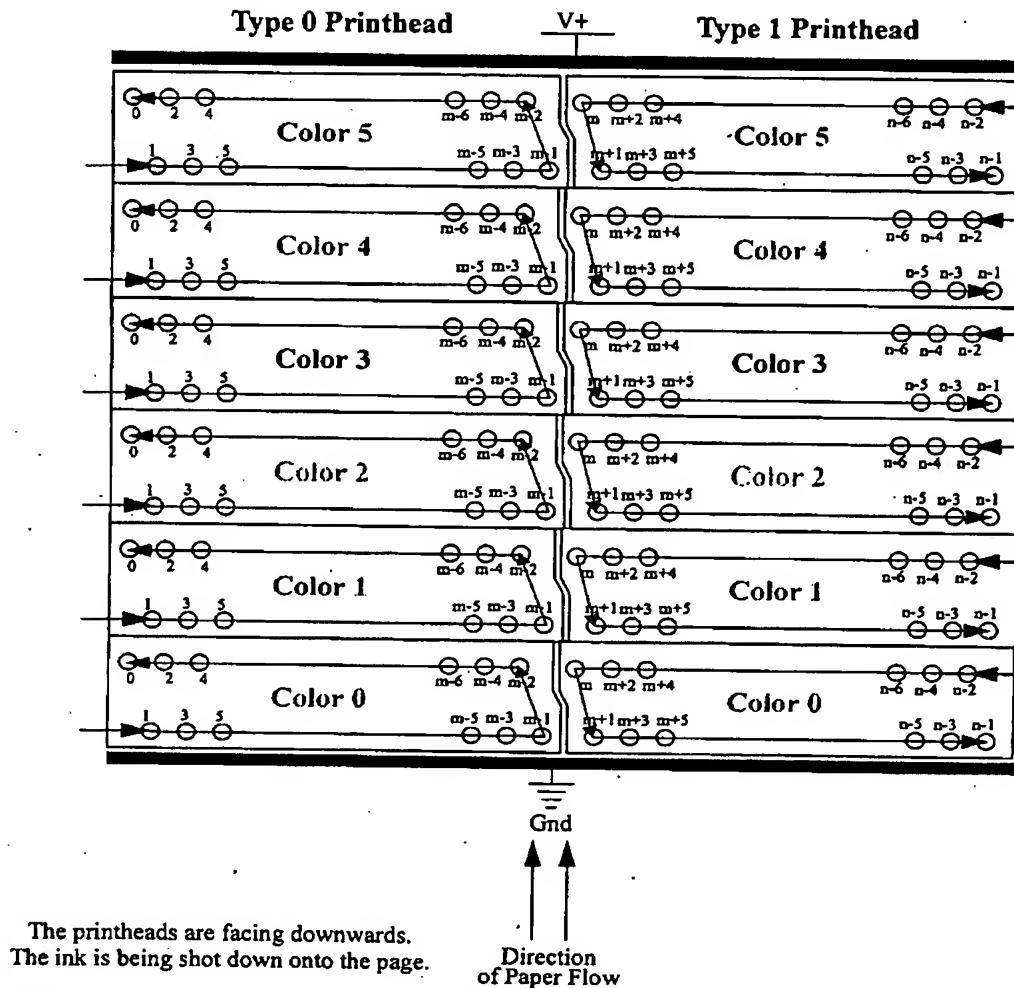 Type 0 Printhead V+ Type 1 Printhead
0 2 4 m-6 m-4 m-2 m m+2 m+4 n-6 n-4 n-2
Color 5 Color 5
1 3 5 m-5 m-3 m-1 m+1 m+3 m+5 n-5 n-3 n-1
0 2 4 m-6 m-4 m-2 m m+2 m+4 n-6 n-4 n-2
Color 4 Color 4
1 3 5 m-5 m-3 m-1 m+1 m+3 m+5 n-5 n-3 n-1
0 2 4 m-6 m-4 m-2 m m+2 m+4 n-6 n-4 n-2
Color 3 Color 3
1 3 5 m-5 m-3 m-1 m+1 m+3 m+5 n-5 n-3 n-1
0 2 4 m-6 m-4 m-2 m m+2 m+4 n-6 n-4 n-2
Color 2 Color 2
1 3 5 m-5 m-3 m-1 m+1 m+3 m+5 n-5 n-3 n-1
0 2 4 m-6 m-4 m-2 m m+2 m+4 n-6 n-4 n-2
Color 1 Color 1
1 3 5 m-5 m-3 m-1 m+1 m+3 m+5 n-5 n-3 n-1
0 2 4 m-6 m-4 m-2 m m+2 m+4 n-6 n-4 n-2
Color 0 Color 0
1 3 5 m-5 m-3 m-1 m+1 m+3 m+5 n-5 n-3 n-1
Gnd
The printheads are facing downwards.
The ink is being shot down onto the page.
Direction
of Paper Flow